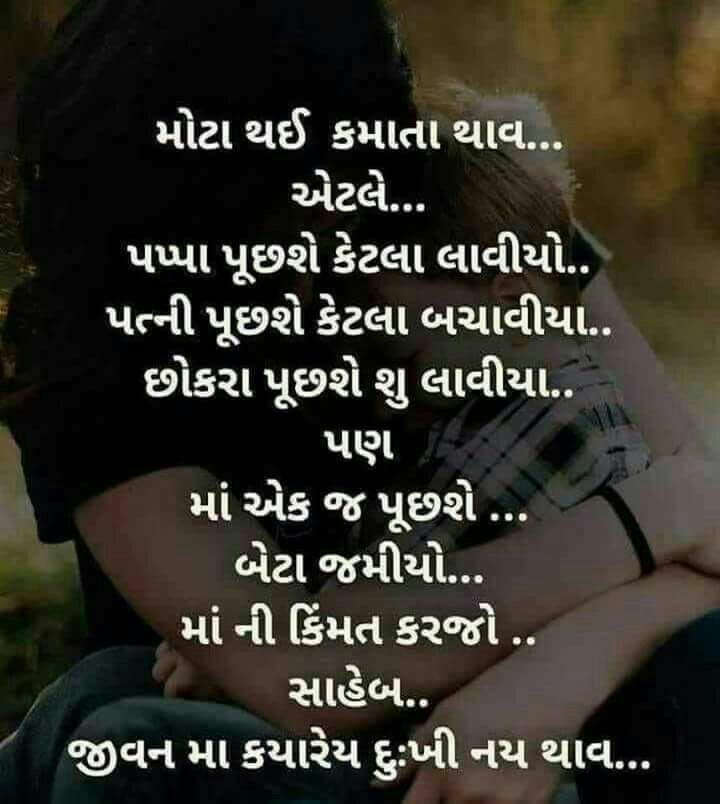 મોટા થઈ કમાતા થાવ...
એટલે...
પપ્પા પૂછશે કેટલા લાવીયો..
પત્ની પૂછશે કેટલા બચાવીયા..
છોકરા પૂછશે શુ લાવીયા..
પણ
માં એક જ પૂછશે ...
બેટા જમીયો...
માં ની કિંમત કરજો ..
સાહેબ..
જીવન મા કયારેય દુઃખી નય થાવ...